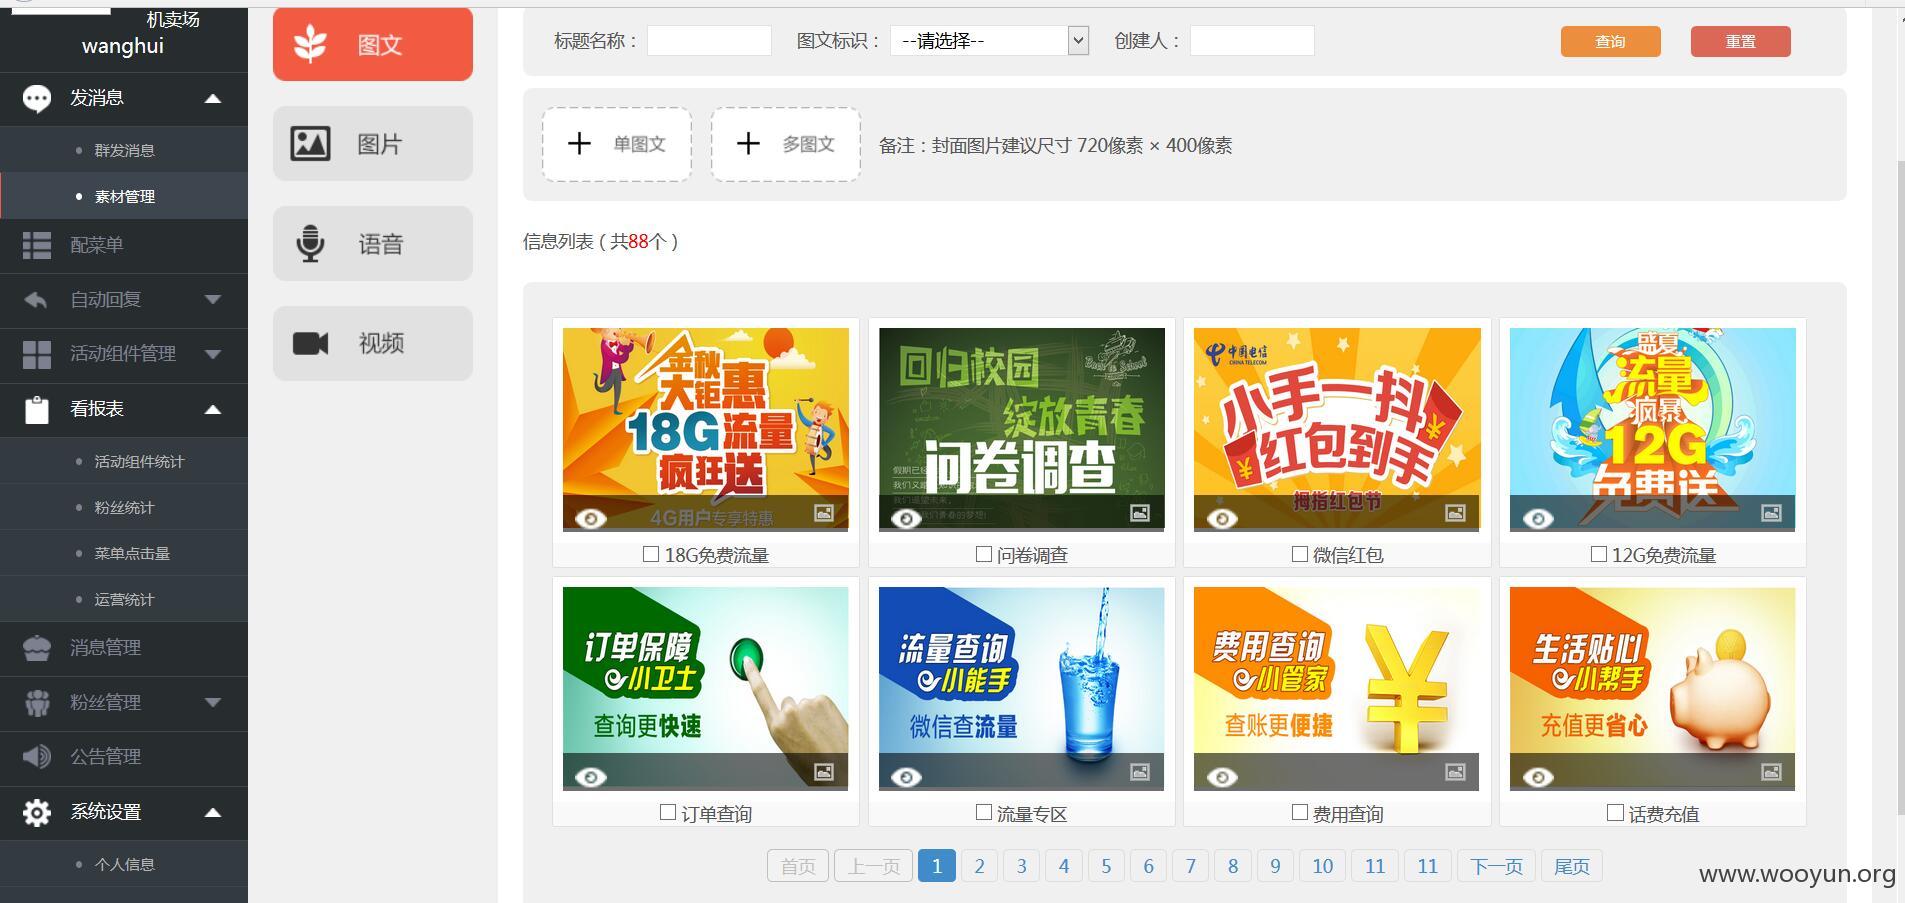 机卖场
wanghui
发消息
群发消息
素材管理
配菜单
自动回复
活动组件管理
看报表
活动组件统计
粉丝统计
菜单点击量
运营统计
消息管理
粉丝管理
公告管理
系统设置
个人信息
图文
图片
语音
视频
标题名称： 图文标识： --请选择-- 创建人： 查询 重置
单图文 多图文 备注：封面图片建议尺寸 720像素 × 400像素
信息列表 ( 共88个 )
金秋
大钜惠
18G流量
疯狂送
4G用户专享特惠
18G免费流量
回归校园
Back to School
绽放青春
问卷调查
问卷调查
中国电信
CHINA TELECOM
小手一抖
红包到手
拇指红包节
微信红包
盛夏
流量
疯暴
12G
免费送
12G免费流量
订单保障
e小卫士
查询更快速
订单查询
流量查询
e小能手
微信查流量
流量专区
费用查询
e小管家
查账更便捷
费用查询
生活贴心
e小帮手
充值更省心
话费充值
首页 上一页 1 2 3 4 5 6 7 8 9 10 11 11 下一页 尾页
www.wooyun.org